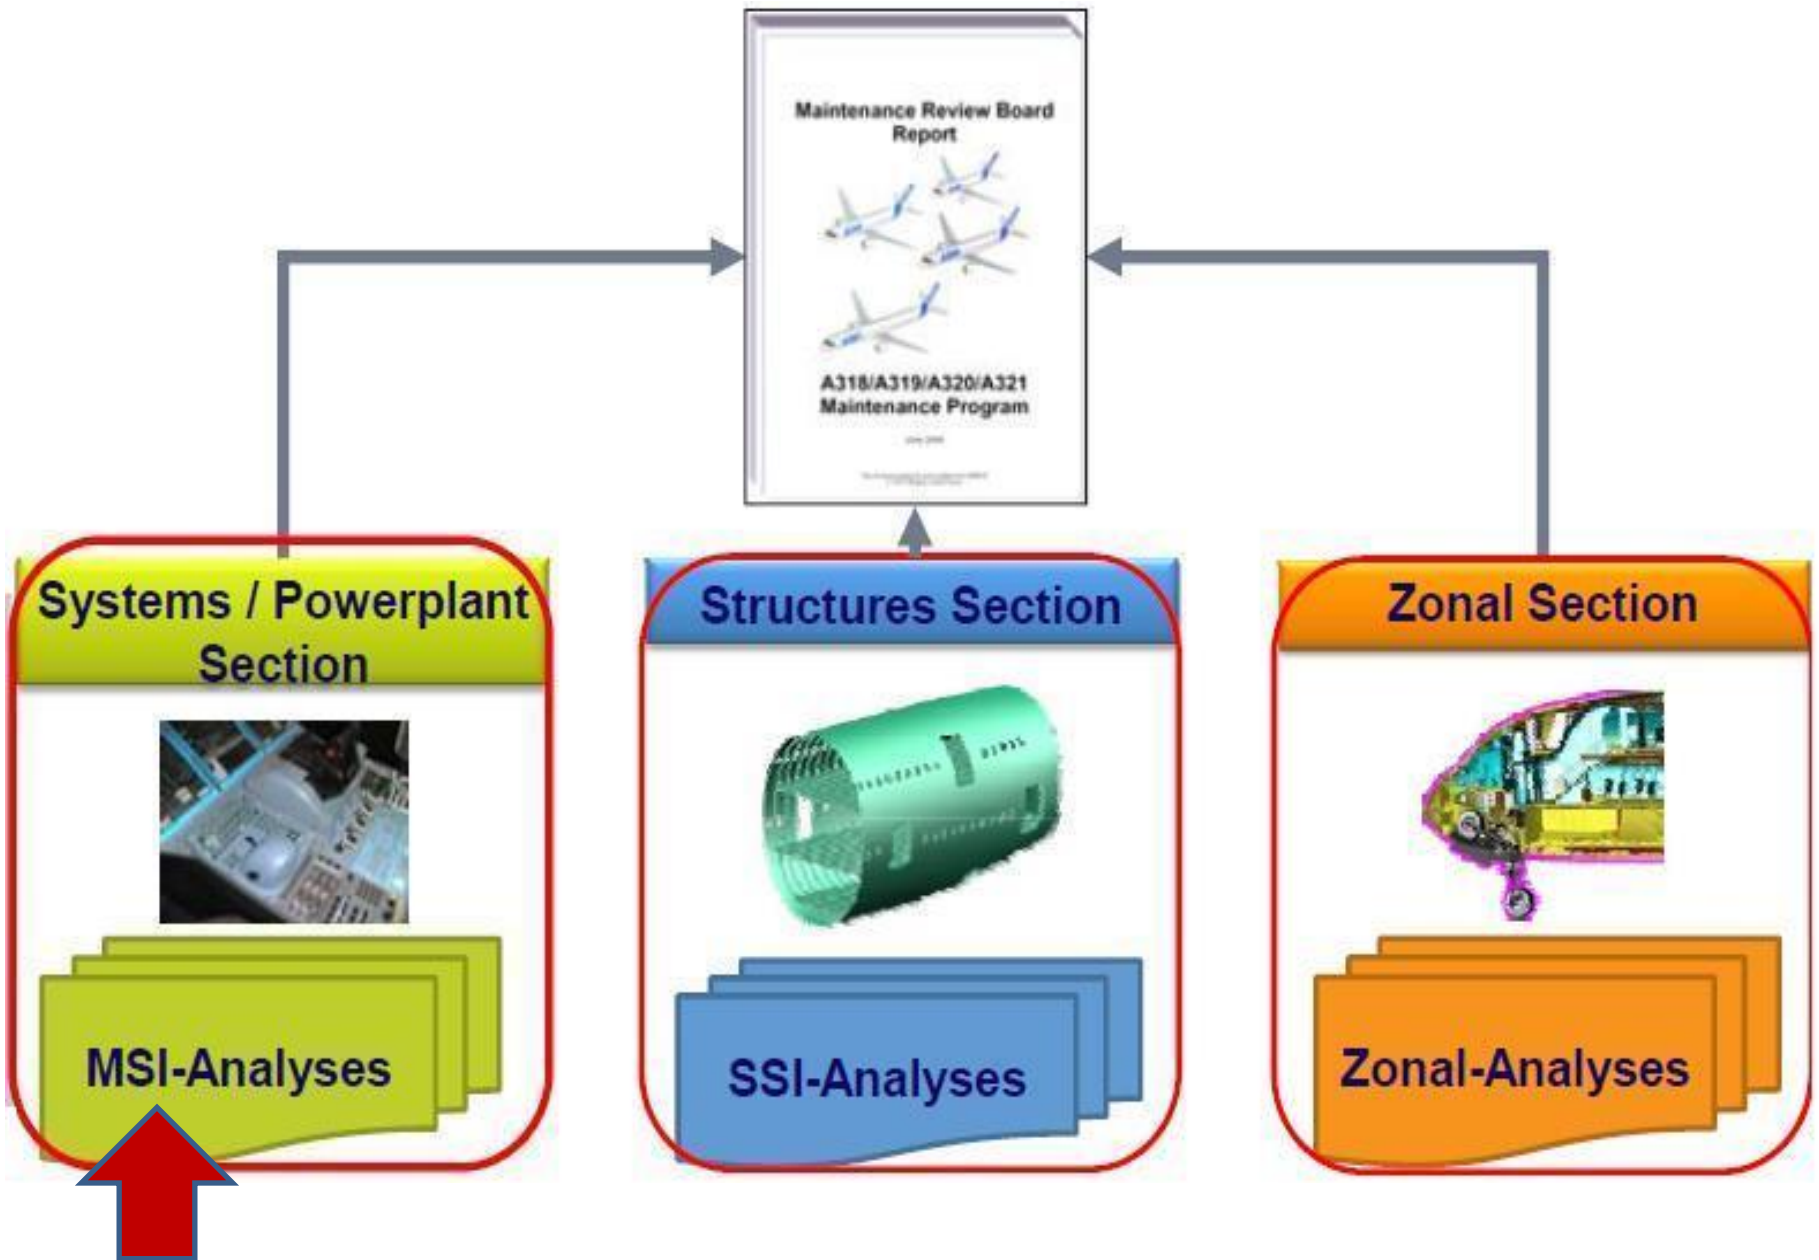 Maintenance Review Board
Report
A318/A319/A320/A321
Maintenance Program
Systems / Powerplant
Section
Structures Section
Zonal Section
MSI-Analyses
SSI-Analyses
Zonal-Analyses